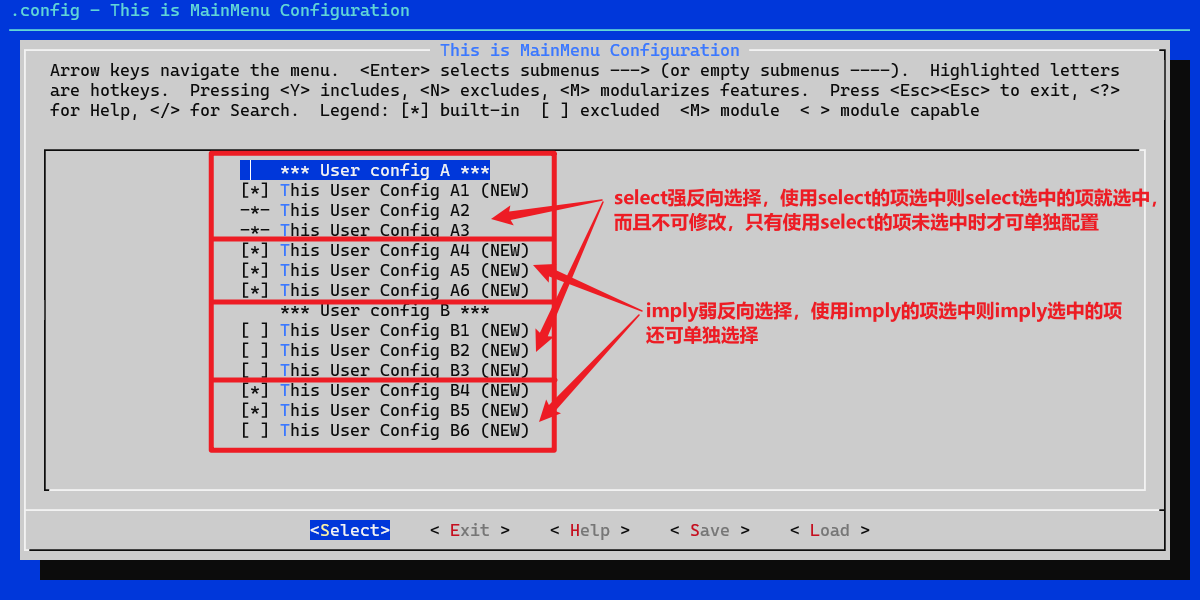 .config - This is MainMenu Configuration
This is MainMenu Configuration
Arrow keys navigate the menu.  <Enter> selects submenus ---> (or empty submenus ----).  Highlighted letters
are hotkeys.  Pressing <Y> includes, <N> excludes, <M> modularizes features.  Press <Esc><Esc> to exit, <?>
for Help, </> for Search.  Legend: [*] built-in  [ ] excluded  <M> module  < > module capable
*** User config A ***
[*] This User Config A1 (NEW)
-*- This User Config A2
-*- This User Config A3
[*] This User Config A4 (NEW)
[*] This User Config A5 (NEW)
[*] This User Config A6 (NEW)
*** User config B ***
[ ] This User Config B1 (NEW)
[ ] This User Config B2 (NEW)
[ ] This User Config B3 (NEW)
[*] This User Config B4 (NEW)
[*] This User Config B5 (NEW)
[ ] This User Config B6 (NEW)
select强反向选择，使用select的项选中则select选中的项就选中，
而且不可修改，只有使用select的项未选中时才可单独配置
imply弱反向选择，使用imply的项选中则imply选中的项
还可单独选择
<Select>    < Exit >    < Help >    < Save >    < Load >